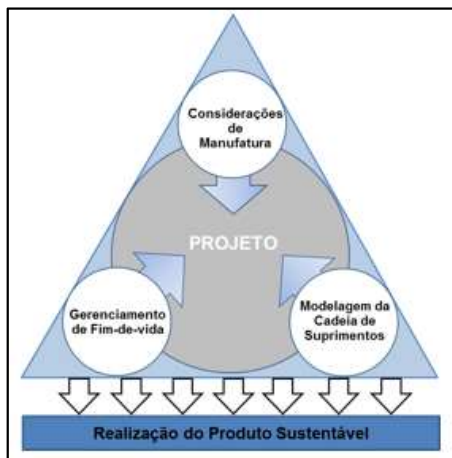 Considerações
de
Manufatura
PROJETO
Gerenciamento
de Fim-de-vida
Modelagem da
Cadeia de
Suprimentos
Realização do Produto Sustentável